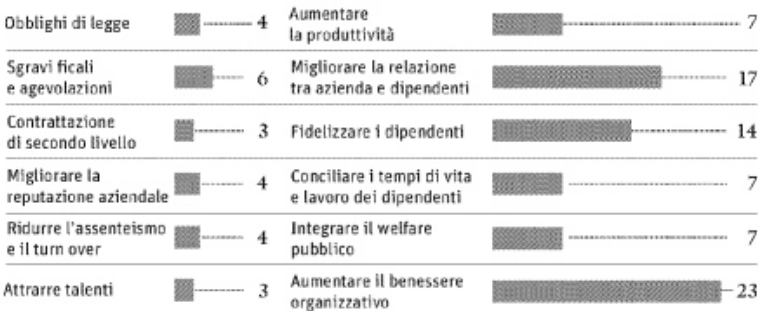 Obblighi di legge 4
Aumentare
la produttività 7
Sgravi ficali
e agevolazioni 6
Migliorare la relazione
tra azienda e dipendenti 17
Contrattazione
di secondo livello 3
Fidelizzare i dipendenti 14
Migliorare la
reputazione aziendale 4
Conciliare i tempi di vita
e lavoro dei dipendenti 7
Ridurre l'assenteismo
e il turn over 4
Integrare il welfare
pubblico 7
Attrarre talenti 3
Aumentare il benessere
organizzativo 23